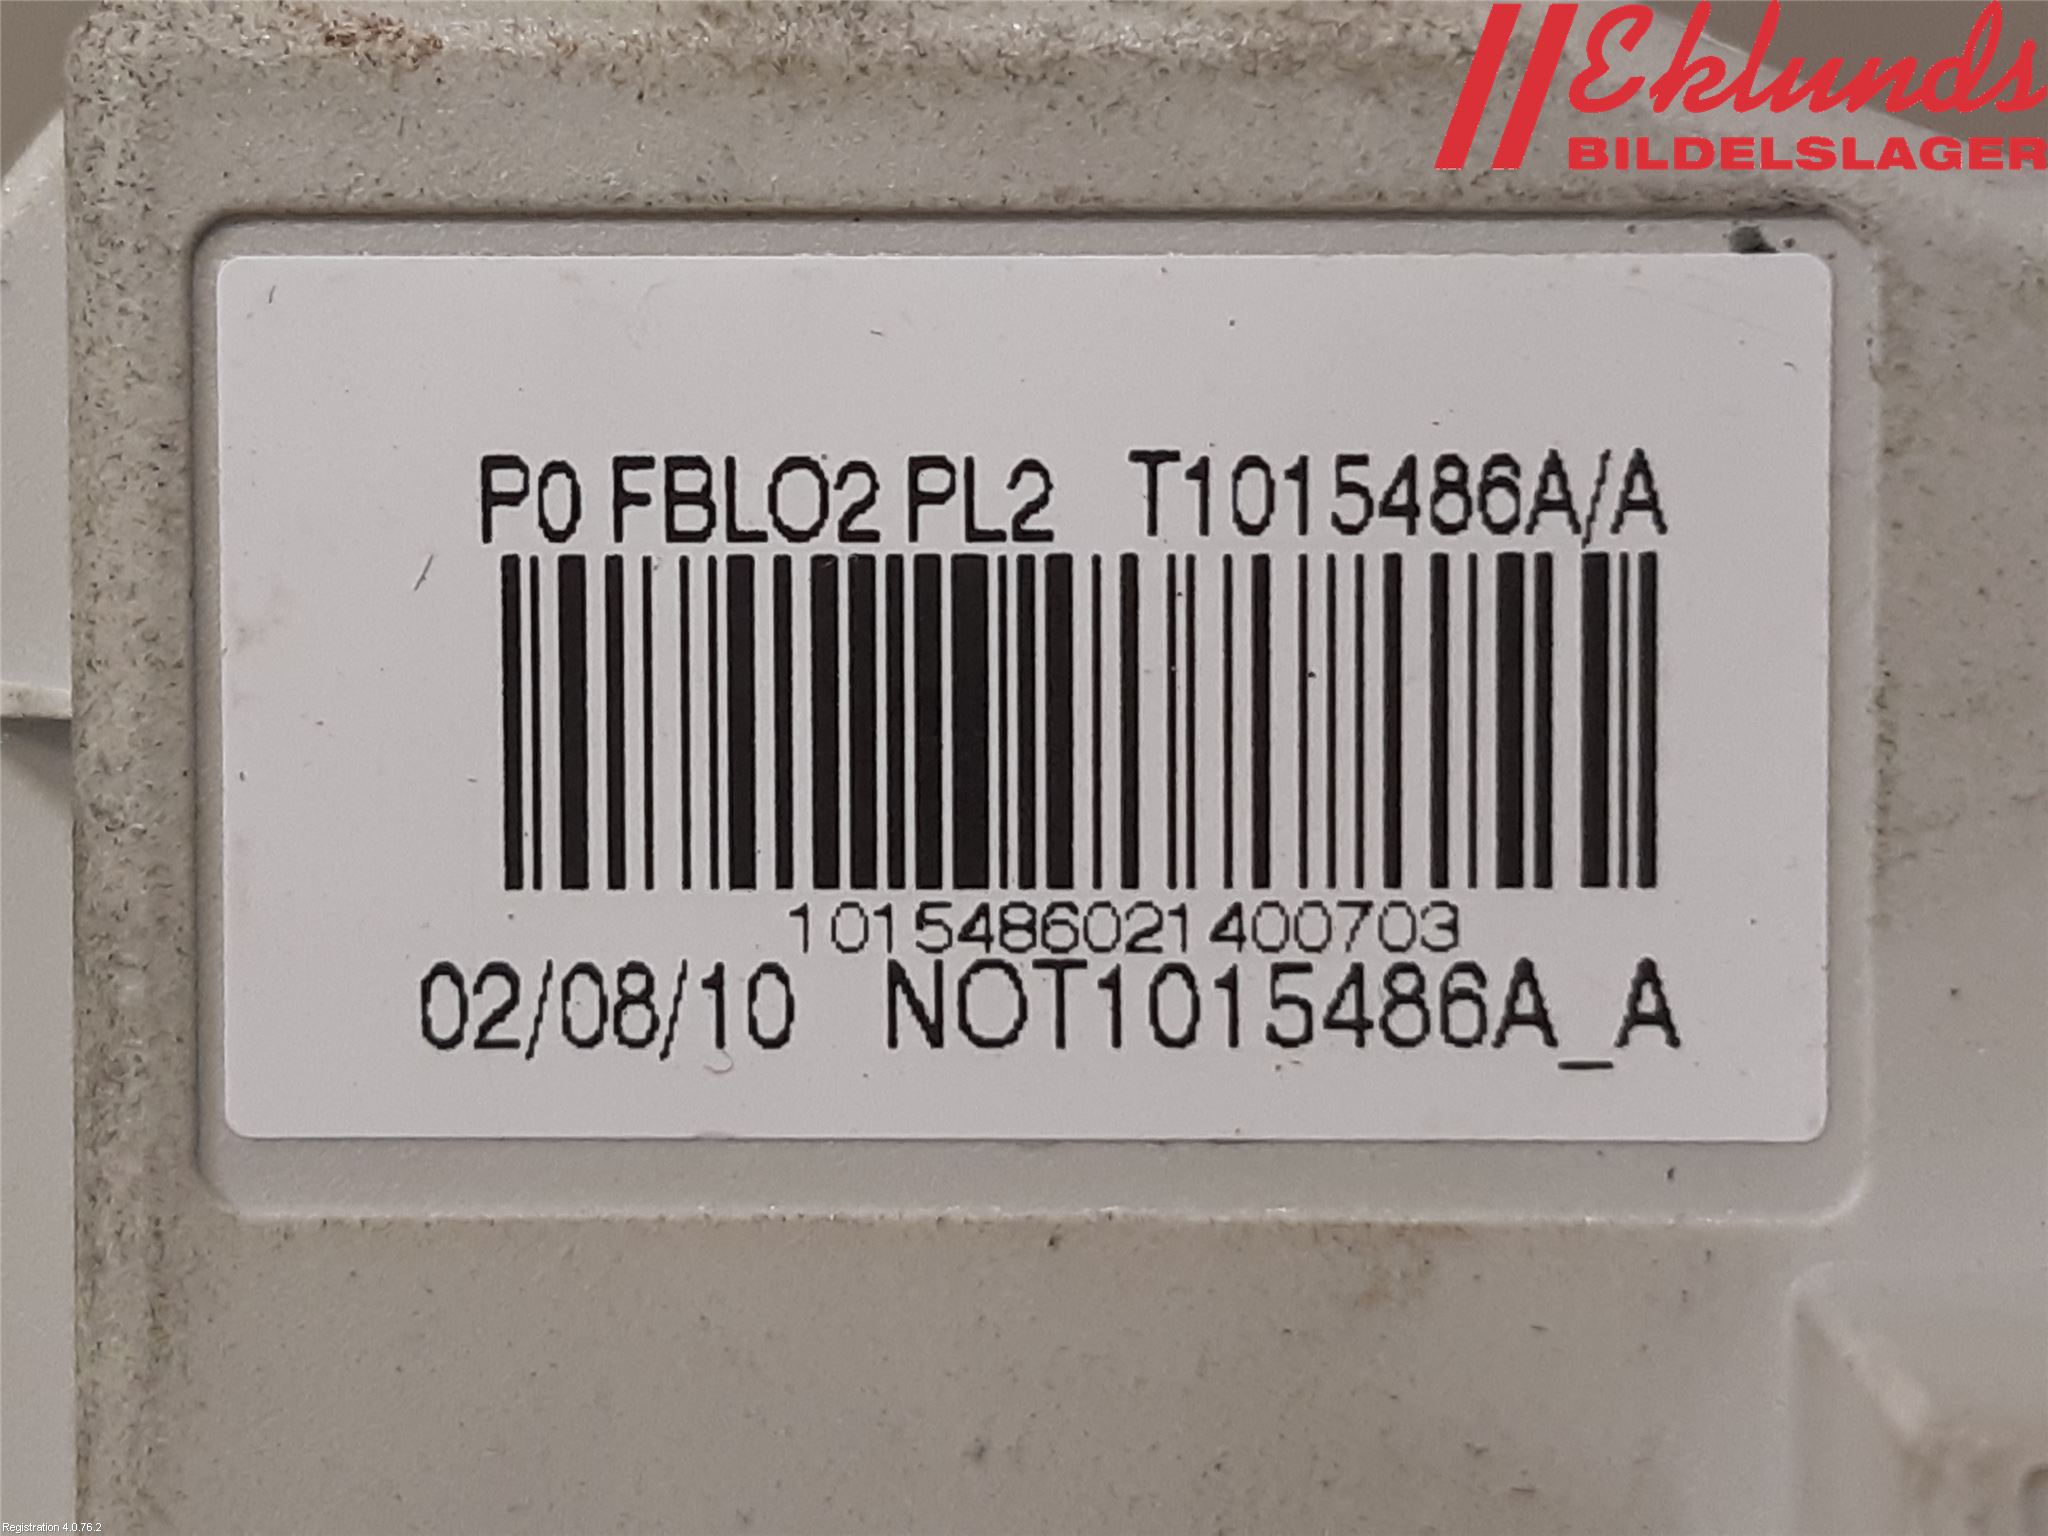 Eklunds
BILDELSLAGER
P0 FBLO2 PL2 T1015486A/A
1015486021400703
02/08/10 NOT1015486A_A
Registration 4.0.76.2